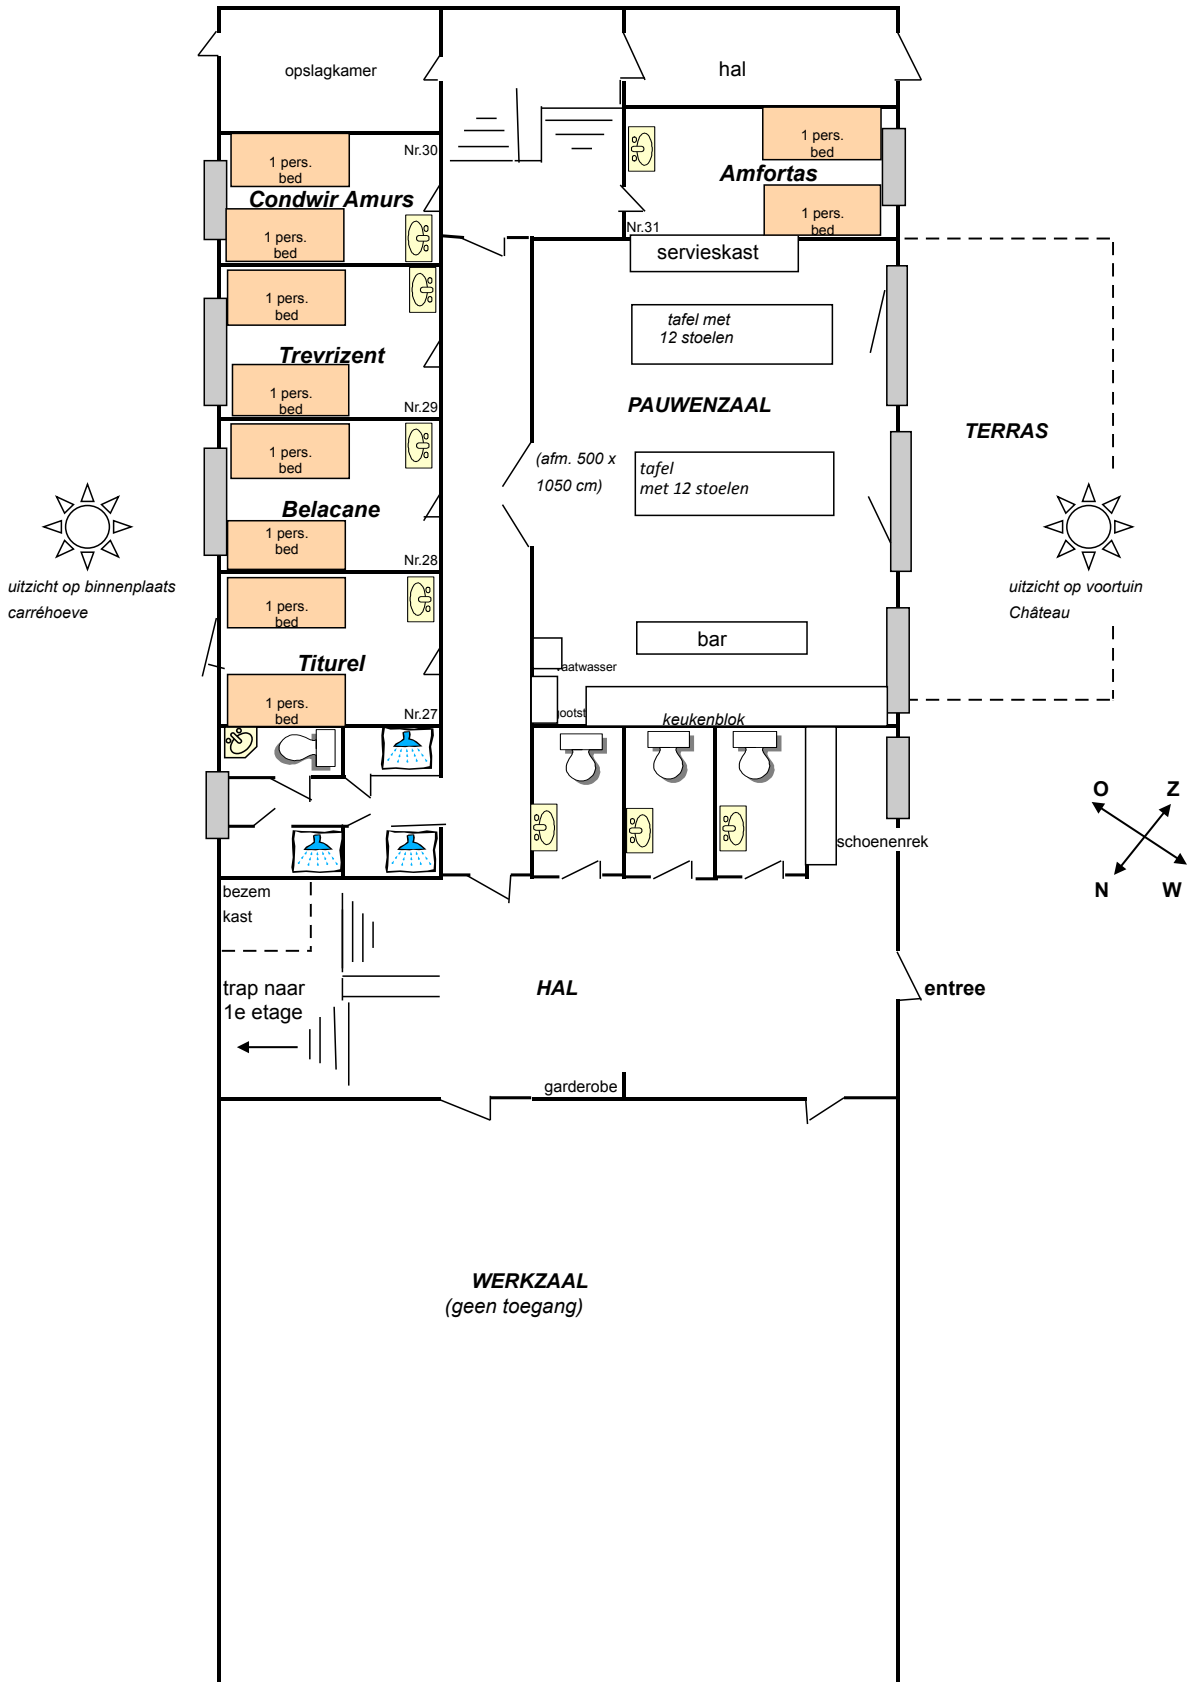 opslagkamer
hal
Nr.30
1 pers.
bed
Condwir Amurs
1 pers.
bed
1 pers.
bed
Amfortas
1 pers.
bed
Nr.31
servieskast
1 pers.
bed
Trevrizent
1 pers.
bed
Nr.29
tafel met
12 stoelen
PAUWENZAAL
TERRAS
(afm. 500 x
1050 cm)
tafel
met 12 stoelen
1 pers.
bed
Belacane
1 pers.
bed
Nr.28
uitzicht op binnenplaats
carréhoeve
uitzicht op voortuin
Château
1 pers.
bed
Titurel
1 pers.
bed
Nr.27
bar
aatwasser
ootst
keukenblok
schoenenrek
O
Z
N
W
bezem
kast
trap naar
1e etage
HAL
entree
garderobe
WERKZAAL
(geen toegang)